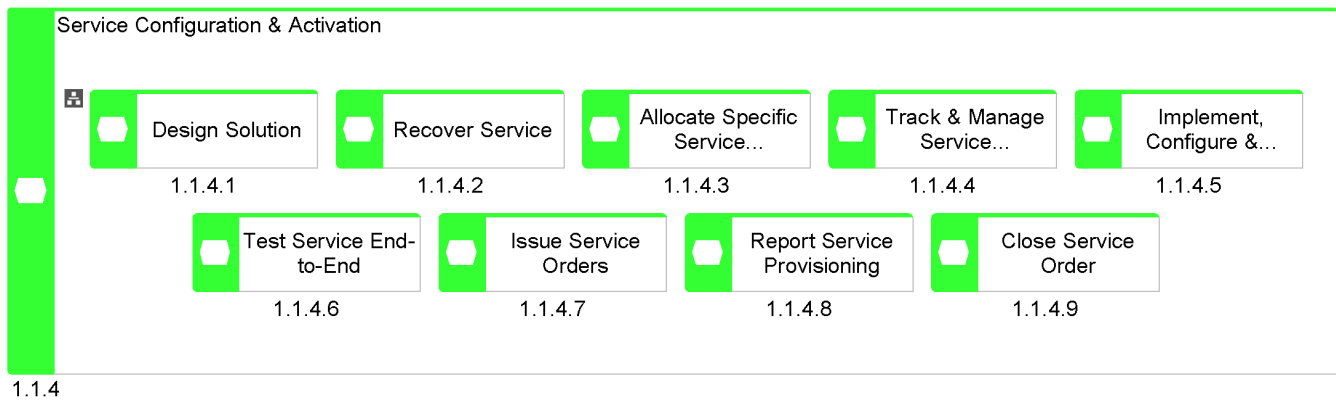 Service Configuration & Activation
Design Solution
1.1.4.1
Recover Service
1.1.4.2
Allocate Specific
Service...
1.1.4.3
Track & Manage
Service...
1.1.4.4
Implement,
Configure &...
1.1.4.5
Test Service End-
to-End
1.1.4.6
Issue Service
Orders
1.1.4.7
Report Service
Provisioning
1.1.4.8
Close Service
Order
1.1.4.9
1.1.4